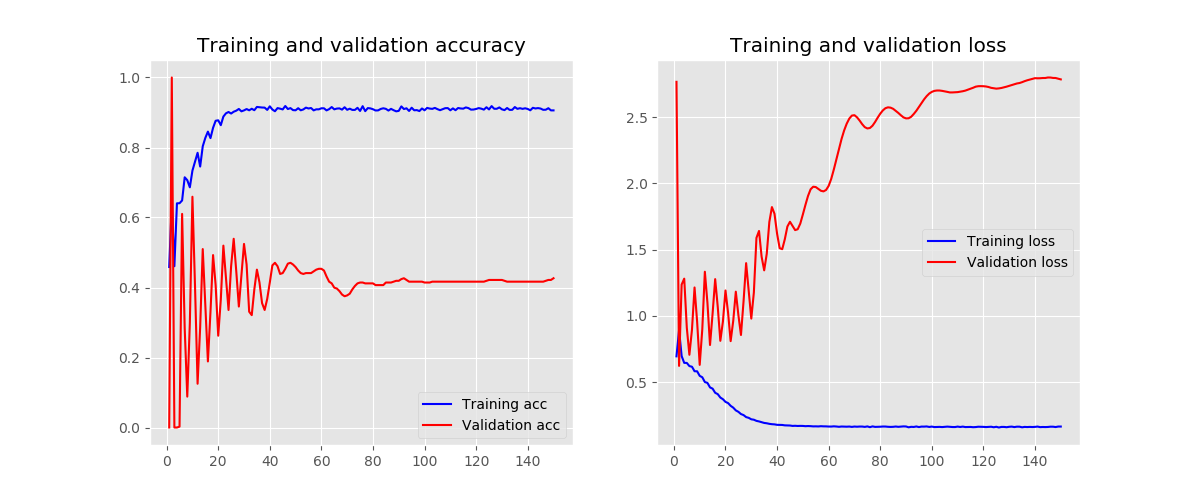 Training and validation accuracy
1.0
0.8
0.6
0.4
0.2
0.0
0 20 40 60 80 100 120 140
Training acc
Validation acc
Training and validation loss
2.5
2.0
1.5
1.0
0.5
0 20 40 60 80 100 120 140
Training loss
Validation loss